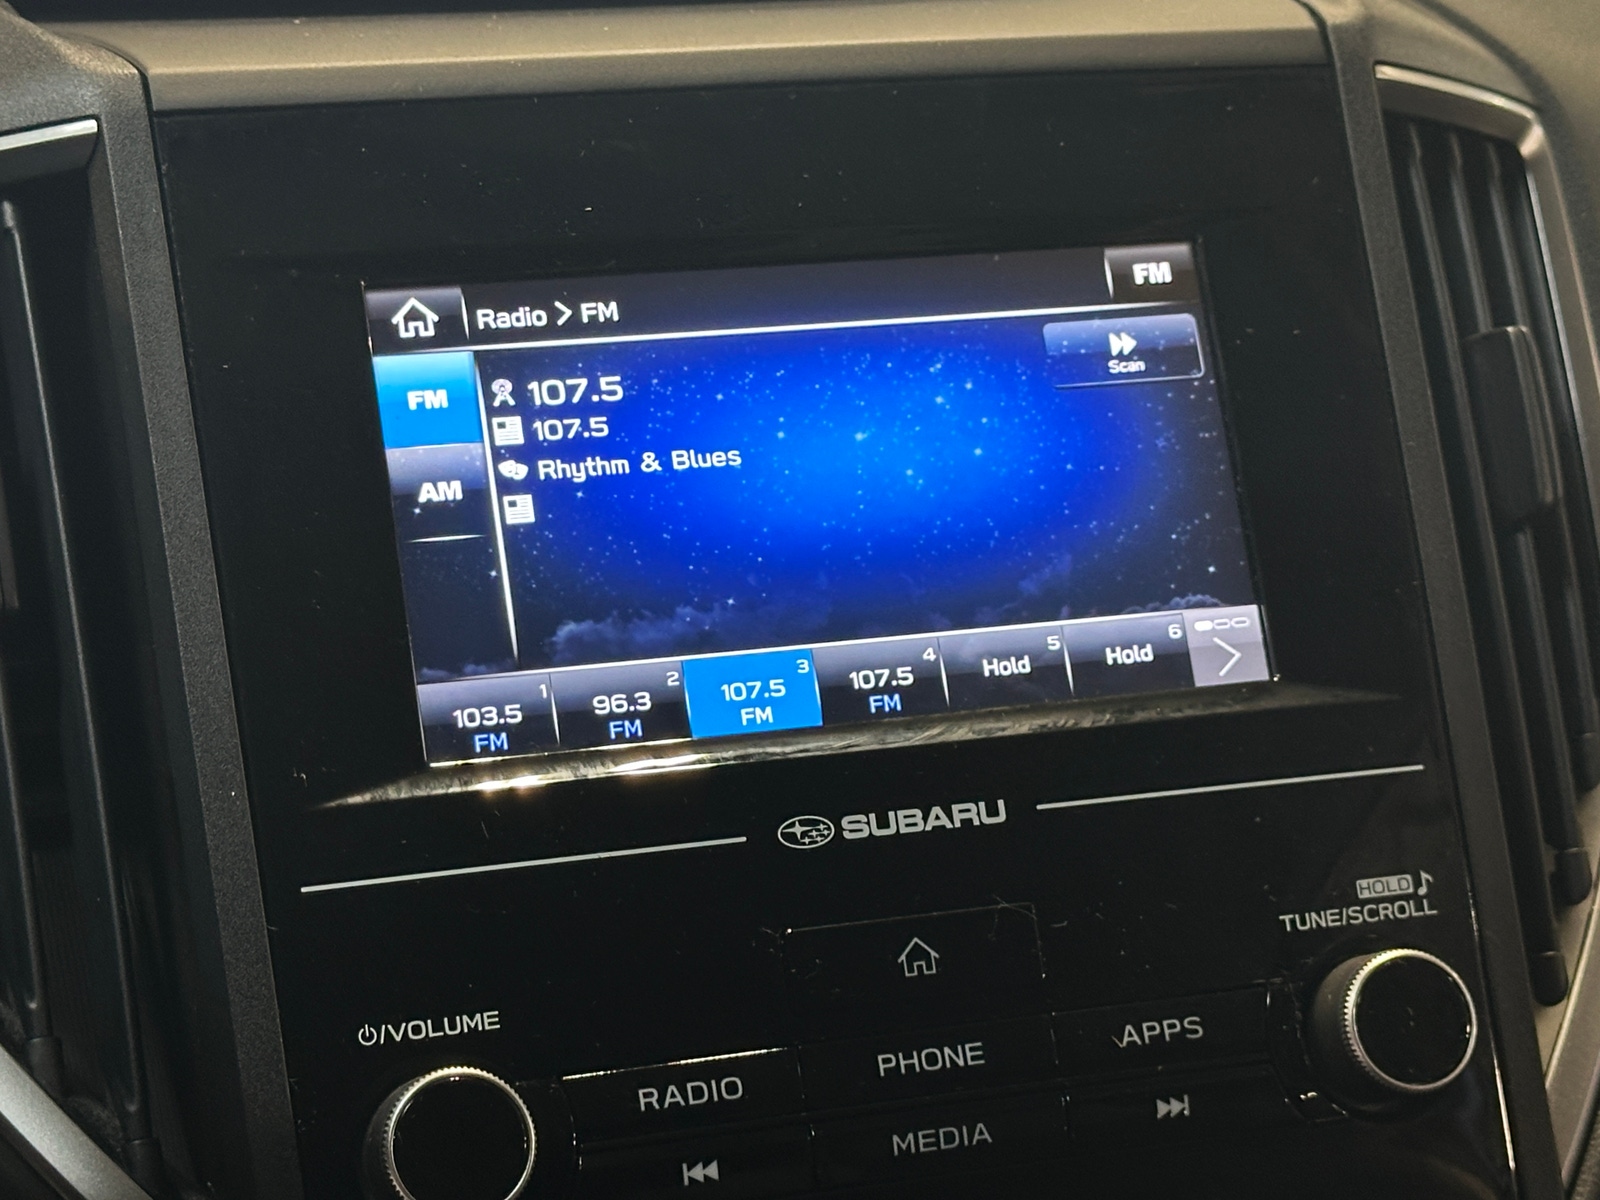 Radio > FM
FM
FM
107.5
Scan
107.5
Rhythm & Blues
AM
1
103.5
FM
2
96.3
FM
3
107.5
FM
4
107.5
FM
5
Hold
6
Hold
SUBARU
HOLD
TUNE/SCROLL
/VOLUME
RADIO
PHONE
APPS
MEDIA